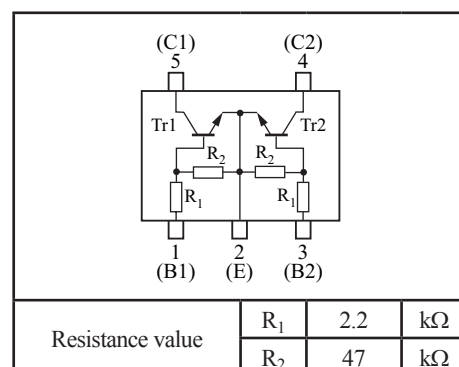 (C1) (C2)
5 4
Tr1 Tr2
R₂ R₂
R₁ R₁
1 2 3
(B1) (E) (B2)
Resistance value R₁ 2.2 kΩ
R₂ 47 kΩ